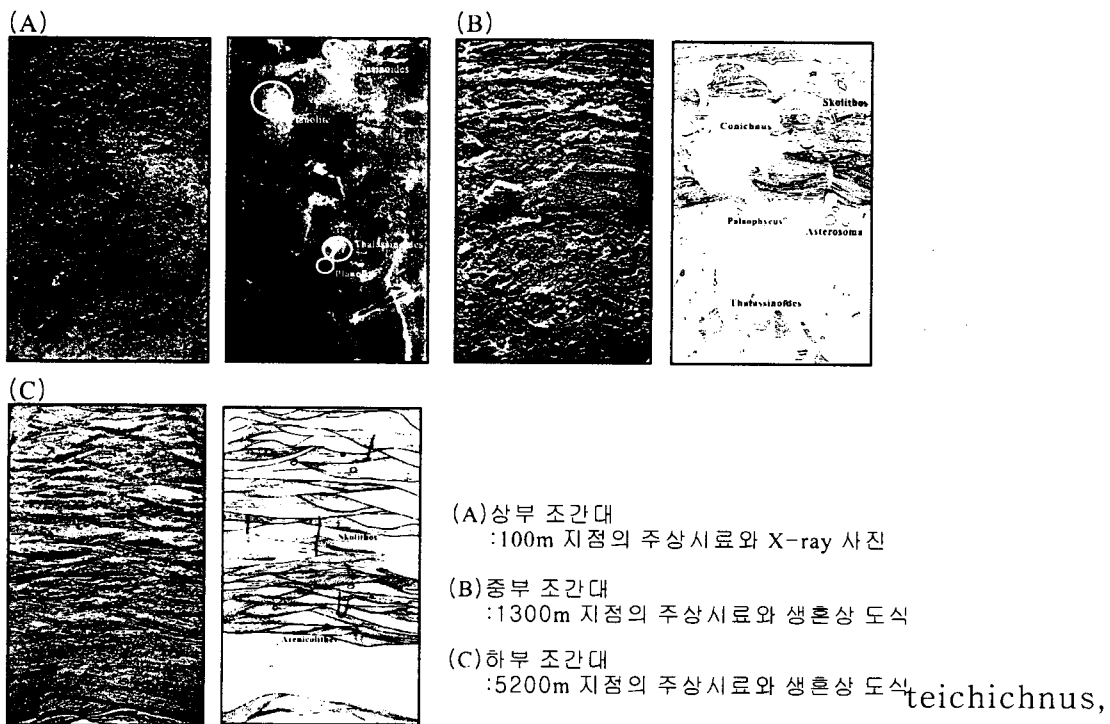 (A)
(B)
Thalassinoides
Skolithos
Conichnus
Palaophycus
Asterosoma
Thalassinoides
(C)
Skolithos
Arenicolithos
(A)상부 조간대
:100m 지점의 주상시료와 X-ray 사진
(B)중부 조간대
:1300m 지점의 주상시료와 생흔상 도식
(C)하부 조간대
:5200m 지점의 주상시료와 생흔상 도식
teichichnus,